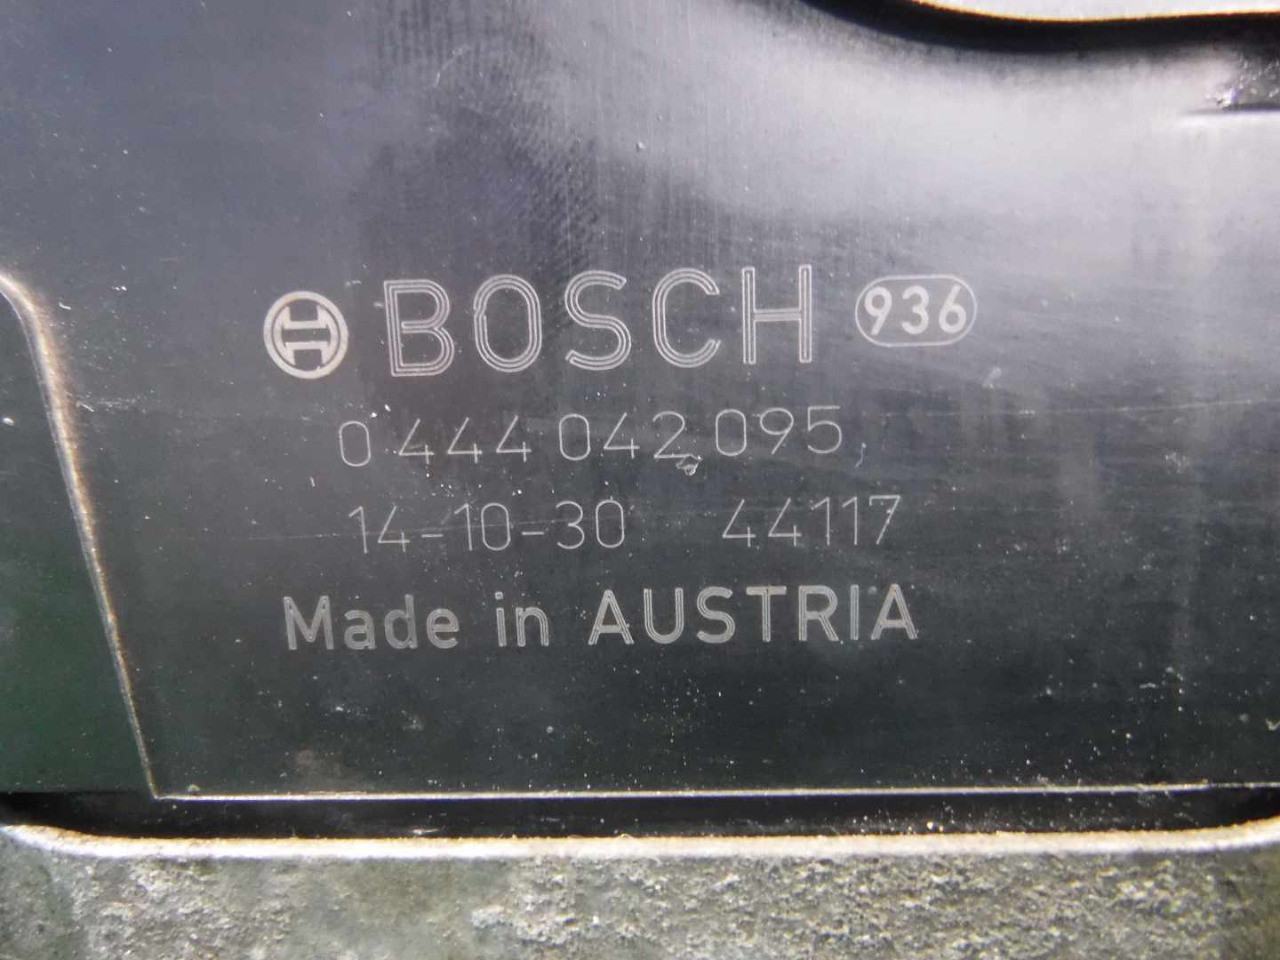 BOSCH 936
0 444 042 095
14-10-30 44117
Made in AUSTRIA